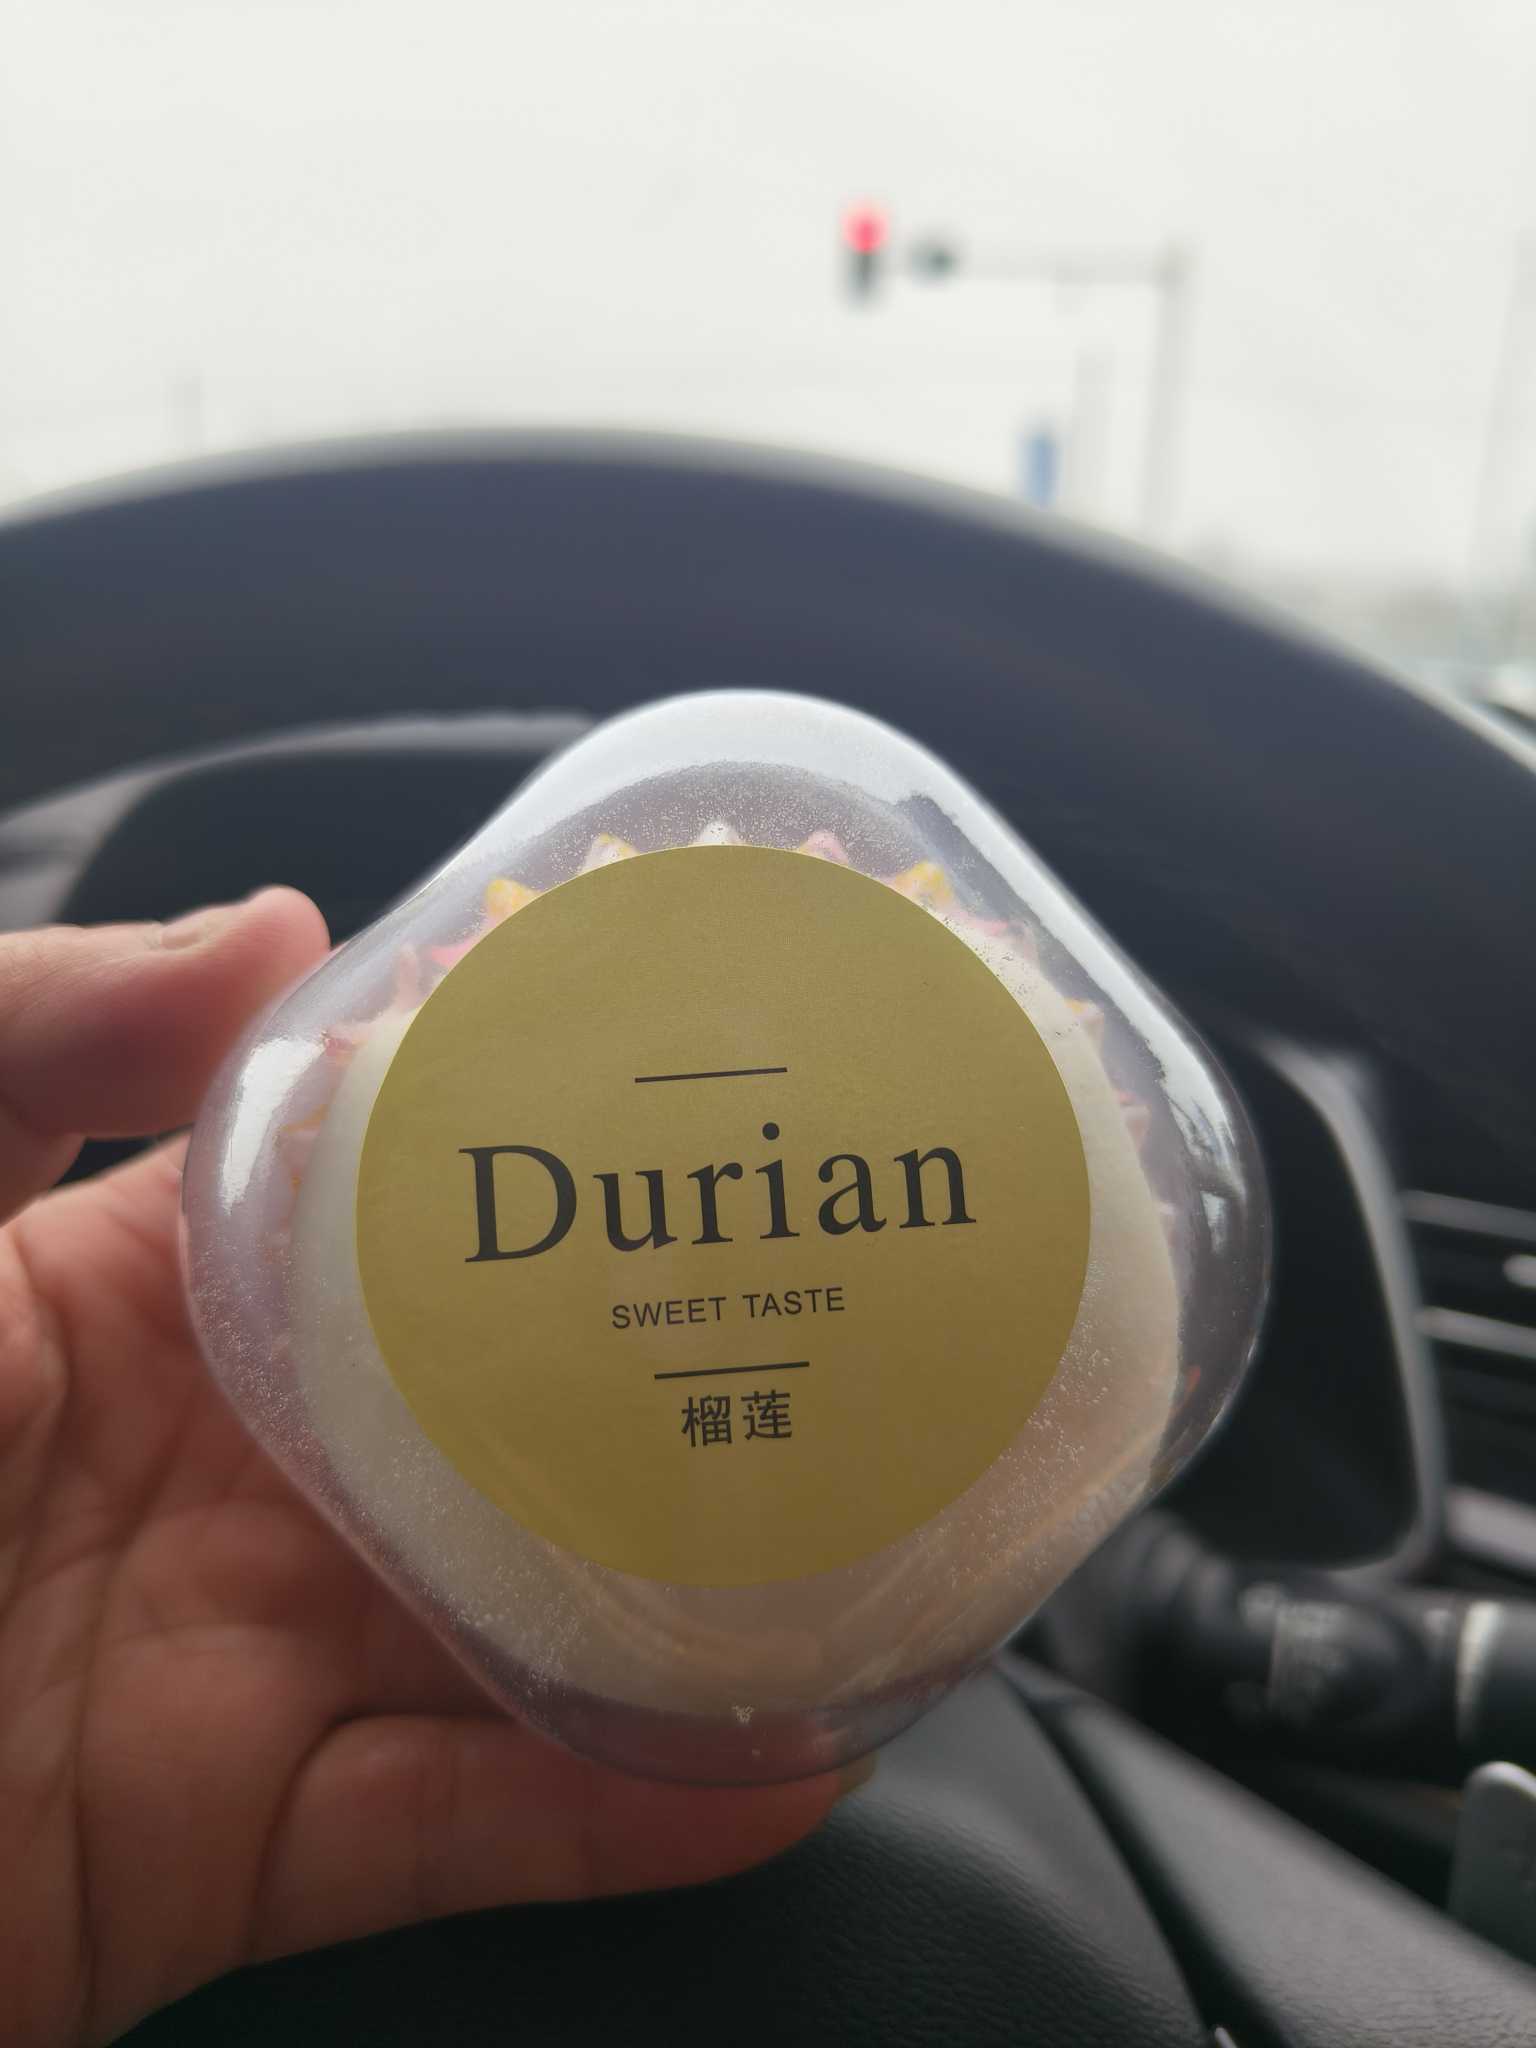 Durian
SWEET TASTE
榴莲